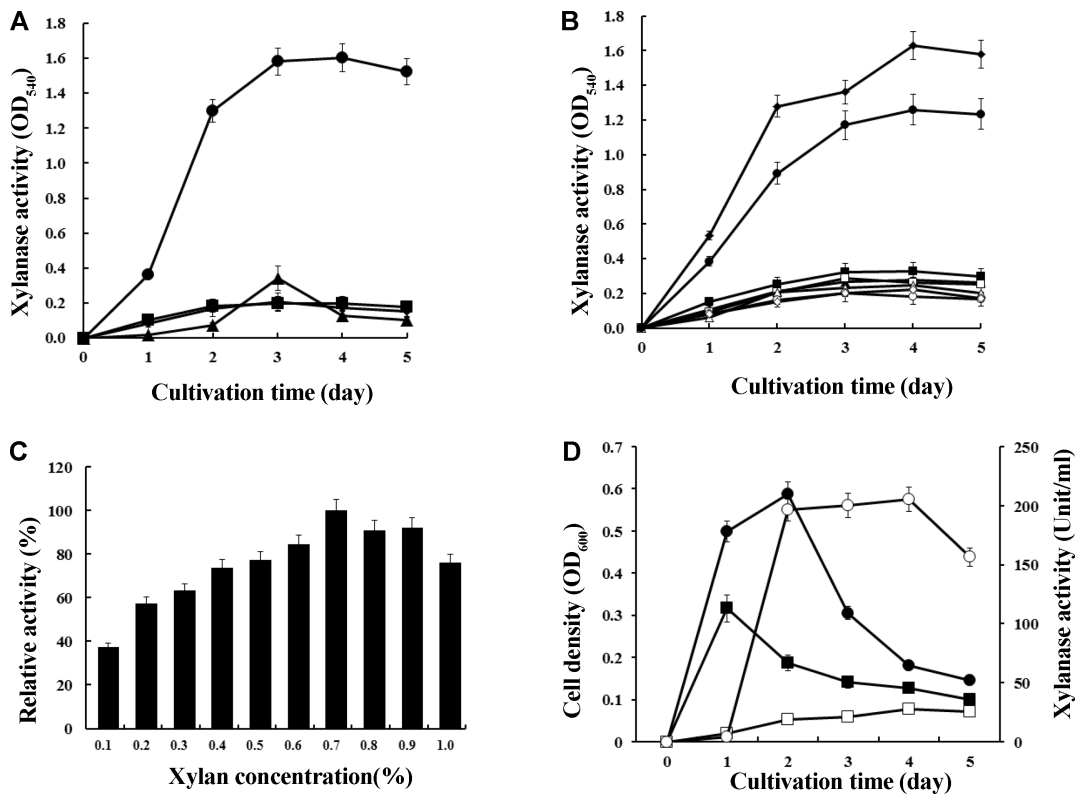 A
Xylanase activity (OD540)
1.8
1.6
1.4
1.2
1.0
0.8
0.6
0.4
0.2
0.0
0 1 2 3 4 5
Cultivation time (day)
B
Xylanase activity (OD540)
1.8
1.6
1.4
1.2
1.0
0.8
0.6
0.4
0.2
0.0
0 1 2 3 4 5
Cultivation time (day)
C
Relative activity (%)
120
100
80
60
40
20
0
0.1 0.2 0.3 0.4 0.5 0.6 0.7 0.8 0.9 1.0
Xylan concentration(%)
D
Cell density (OD600)
0.7
0.6
0.5
0.4
0.3
0.2
0.1
0
250
200
150
100
50
0
Xylanase activity (Unit/ml)
0 1 2 3 4 5
Cultivation time (day)